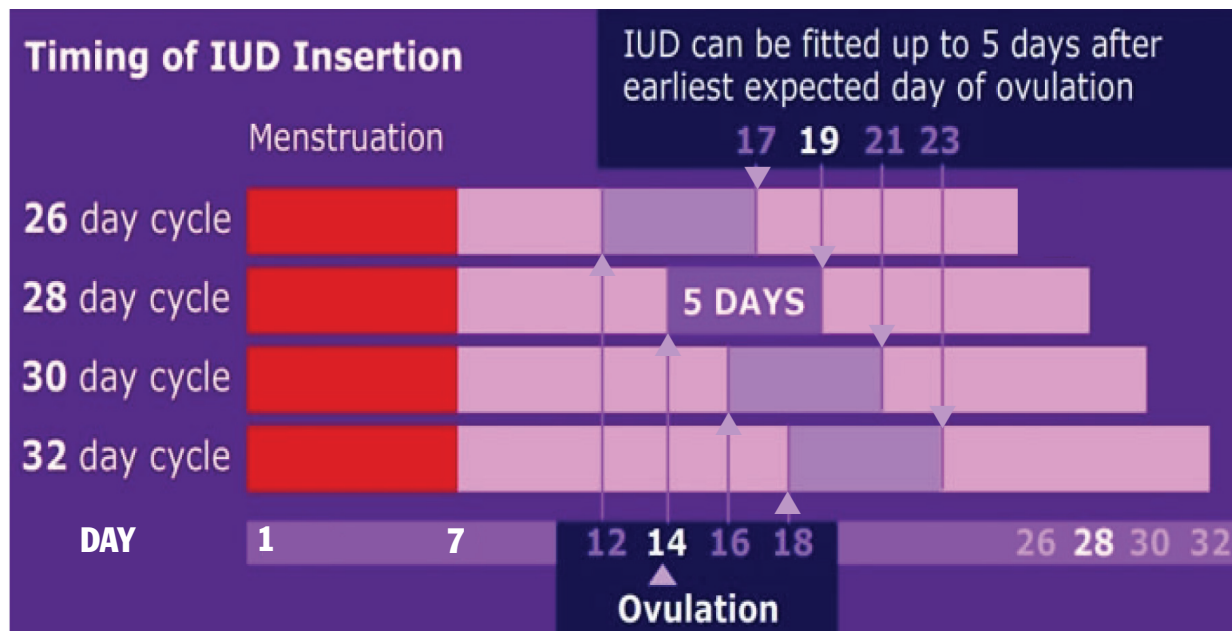 Timing of IUD Insertion
IUD can be fitted up to 5 days after
earliest expected day of ovulation
Menstruation
17 19 21 23
26 day cycle
28 day cycle
5 DAYS
30 day cycle
32 day cycle
DAY 1 7 12 14 16 18 26 28 30 32
Ovulation